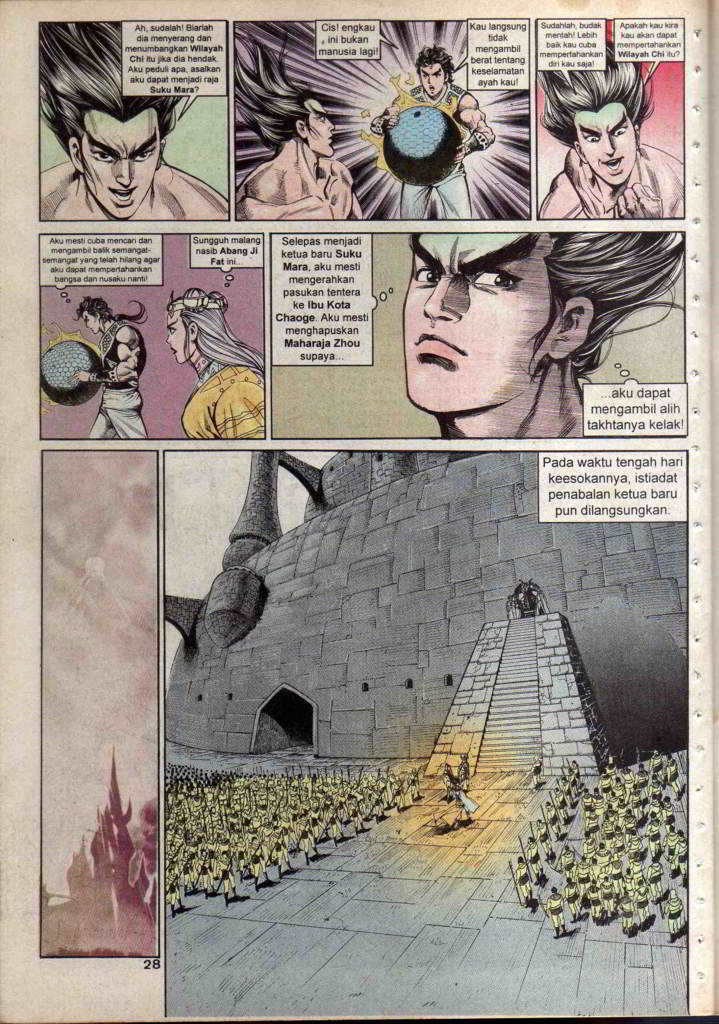 Ah, sudalah! Biarlah
dia menyerang dan
menumbangkan Wilayah
Chi itu jika dia hendak.
Aku peduli apa, asalkan
aku dapat menjadi raja
Suku Mara?
Cis! engkau
ini bukan
manusia lagi!
Kau langsung
tidak
mengambil
berat tentang
keselamatan
ayah kau!
Sudahlah, budak
mentah! Lebih
baik kau cuba
mempertahankan
diri kau saja!
Apakah kau kira
kau akan dapat
mempertahankan
Wilayah Chi itu?
Aku mesti cuba mencari dan
mengambil balik semangat-
semangat yang telah hilang agar
aku dapat mempertahankan
bangsa dan nusaku nanti!
Sungguh malang
nasib Abang Ji
Fat ini...
Selepas menjadi
ketua baru Suku
Mara, aku mesti
mengerahkan
pasukan tentera
ke Ibu Kota
Chaoge. Aku mesti
menghapuskan
Maharaja Zhou
supaya...
...aku dapat
mengambil alih
takhtanya kelak!
Pada waktu tengah hari
keesokannya, istiadat
penabalan ketua baru
pun dilangsungkan.
28